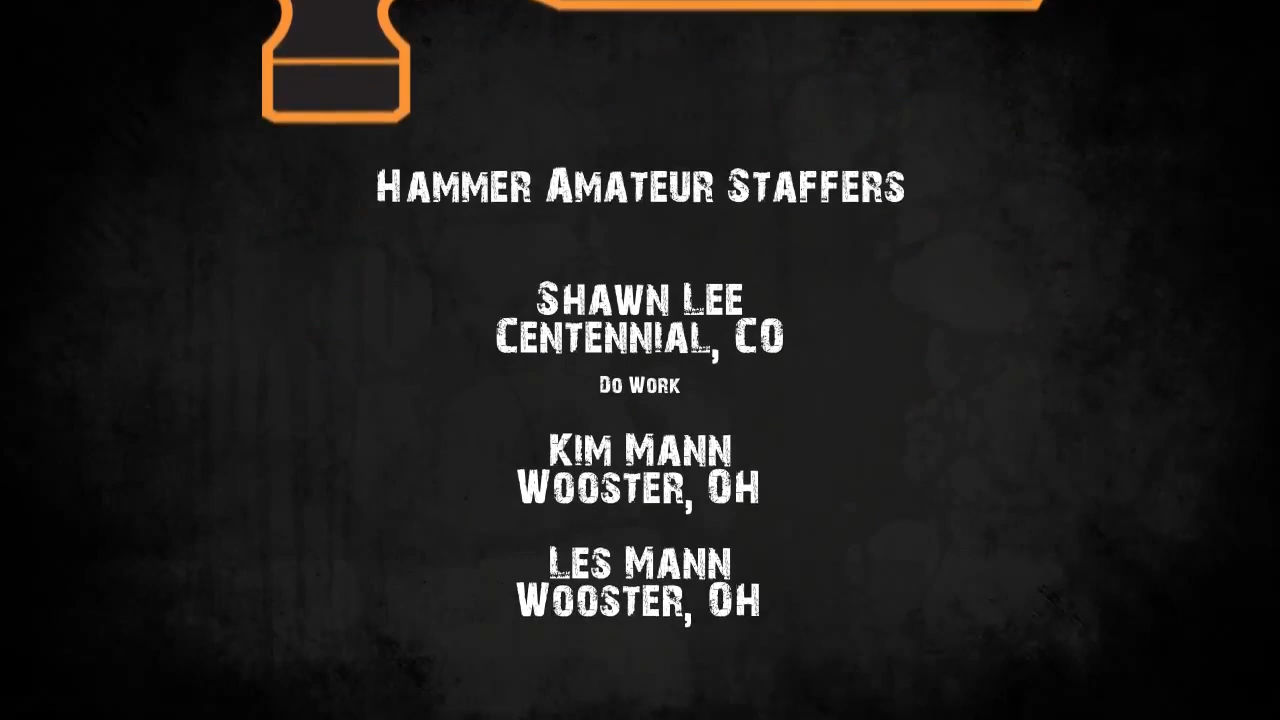 Hammer Amateur Staffers
Shawn Lee
Centennial, CO
Do Work
Kim Mann
Wooster, OH
Les Mann
Wooster, OH